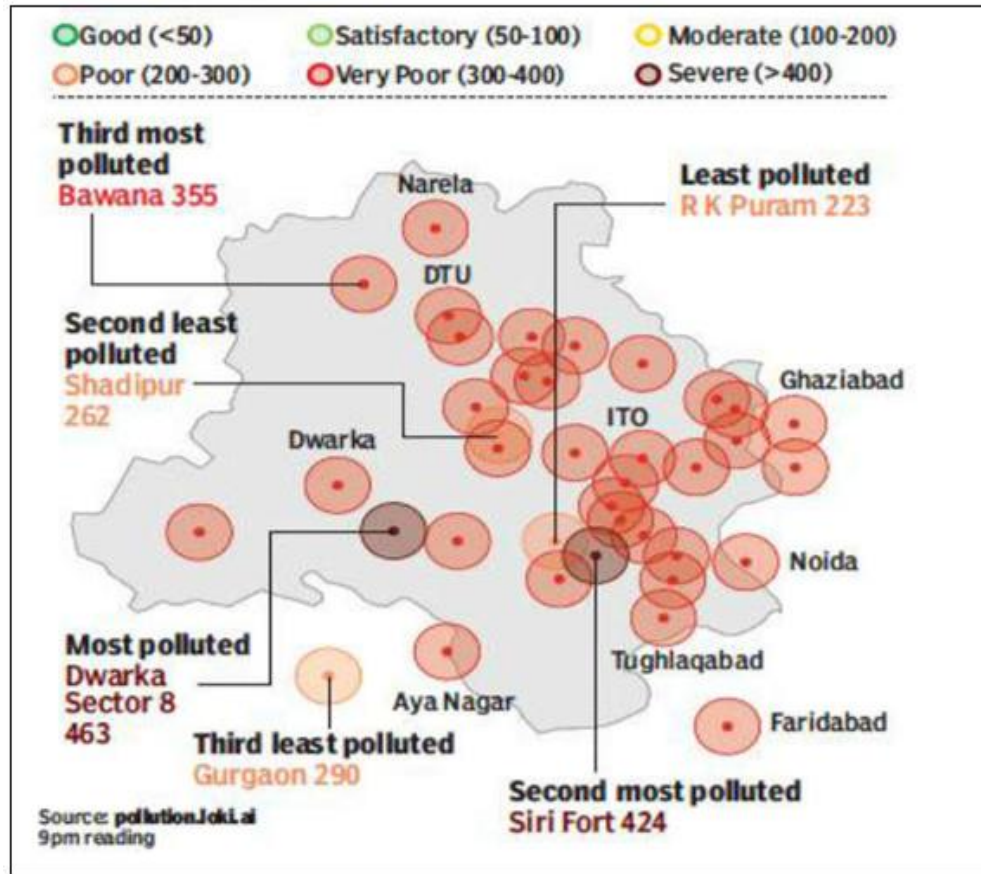 Good (<50) Satisfactory (50-100) Moderate (100-200)
Poor (200-300) Very Poor (300-400) Severe (>400)
Third most
polluted
Bawana 355
Narela
Least polluted
R K Puram 223
DTU
Second least
polluted
Shadipur
262
Ghaziabad
ITO
Dwarka
Noida
Most polluted
Dwarka
Sector 8
463
Tughlaqabad
Aya Nagar
Faridabad
Third least polluted
Gurgaon 290
Second most polluted
Siri Fort 424
Source: pollution.loki.ai
9pm reading